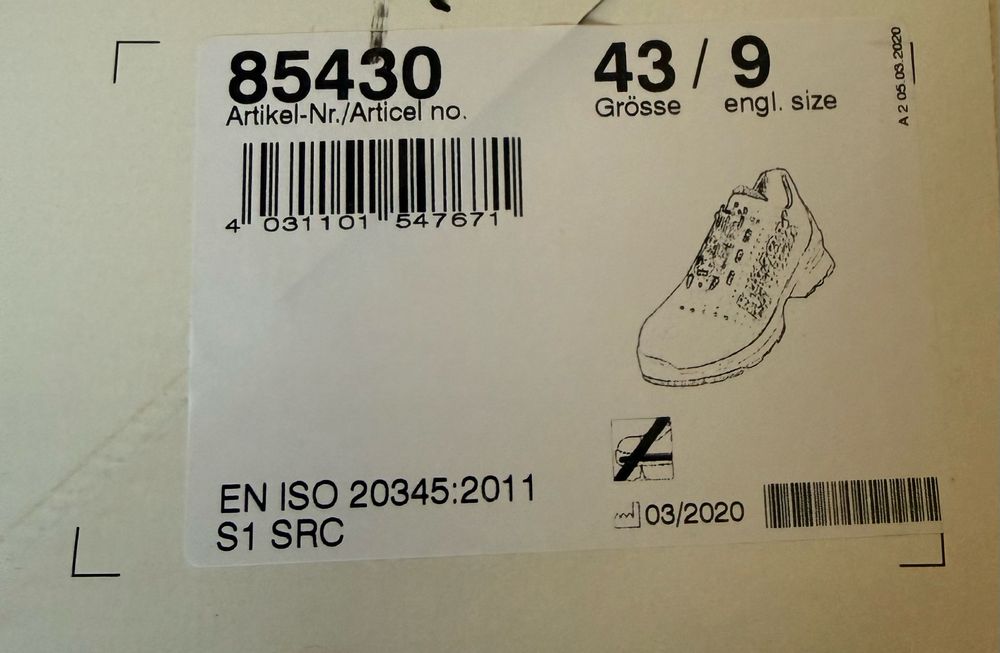 85430
Artikel-Nr./Articel no.
43 / 9
Grösse engl. size
A 2 05.03.2020
4 031101 547671
EN ISO 20345:2011
S1 SRC
03/2020